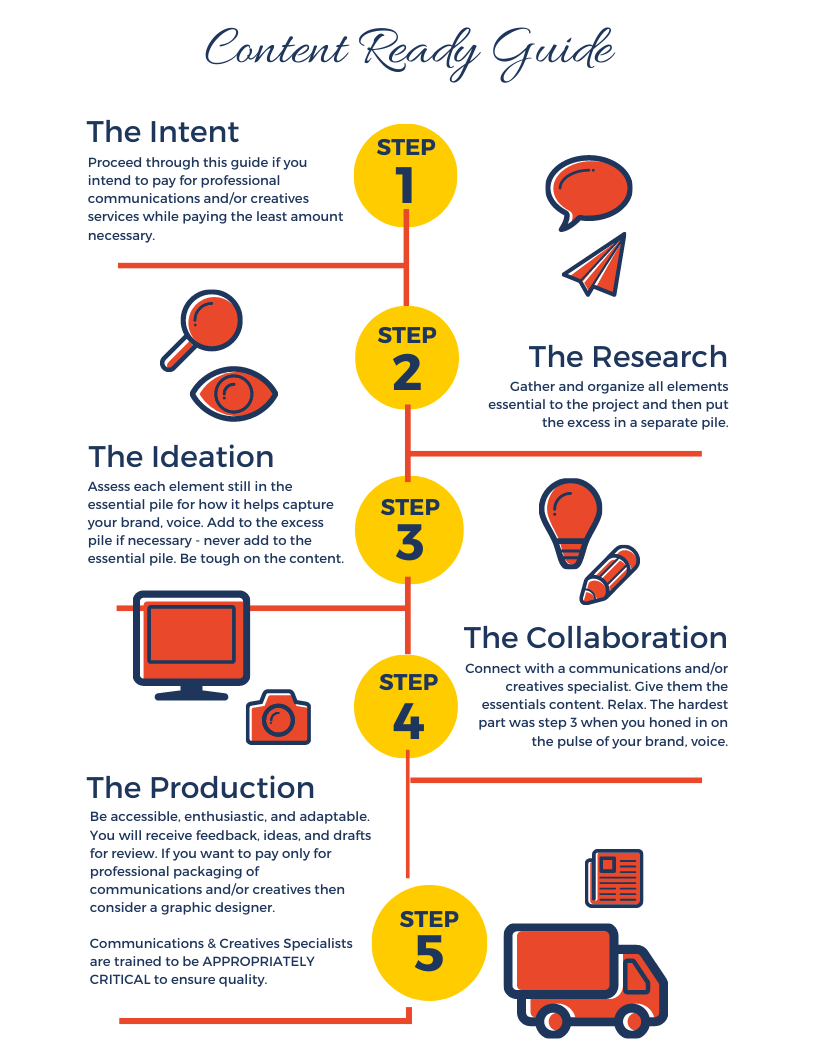 Content Ready Guide
The Intent
Proceed through this guide if you
intend to pay for professional
communications and/or creatives
services while paying the least amount
necessary.
STEP
1
STEP
2
The Research
Gather and organize all elements
essential to the project and then put
the excess in a separate pile.
The Ideation
Assess each element still in the
essential pile for how it helps capture
your brand, voice. Add to the excess
pile if necessary - never add to the
essential pile. Be tough on the content.
STEP
3
STEP
4
The Collaboration
Connect with a communications and/or
creatives specialist. Give them the
essentials content. Relax. The hardest
part was step 3 when you honed in on
the pulse of your brand, voice.
The Production
Be accessible, enthusiastic, and adaptable.
You will receive feedback, ideas, and drafts
for review. If you want to pay only for
professional packaging of
communications and/or creatives then
consider a graphic designer.
Communications & Creatives Specialists
are trained to be APPROPRIATELY
CRITICAL to ensure quality.
STEP
5